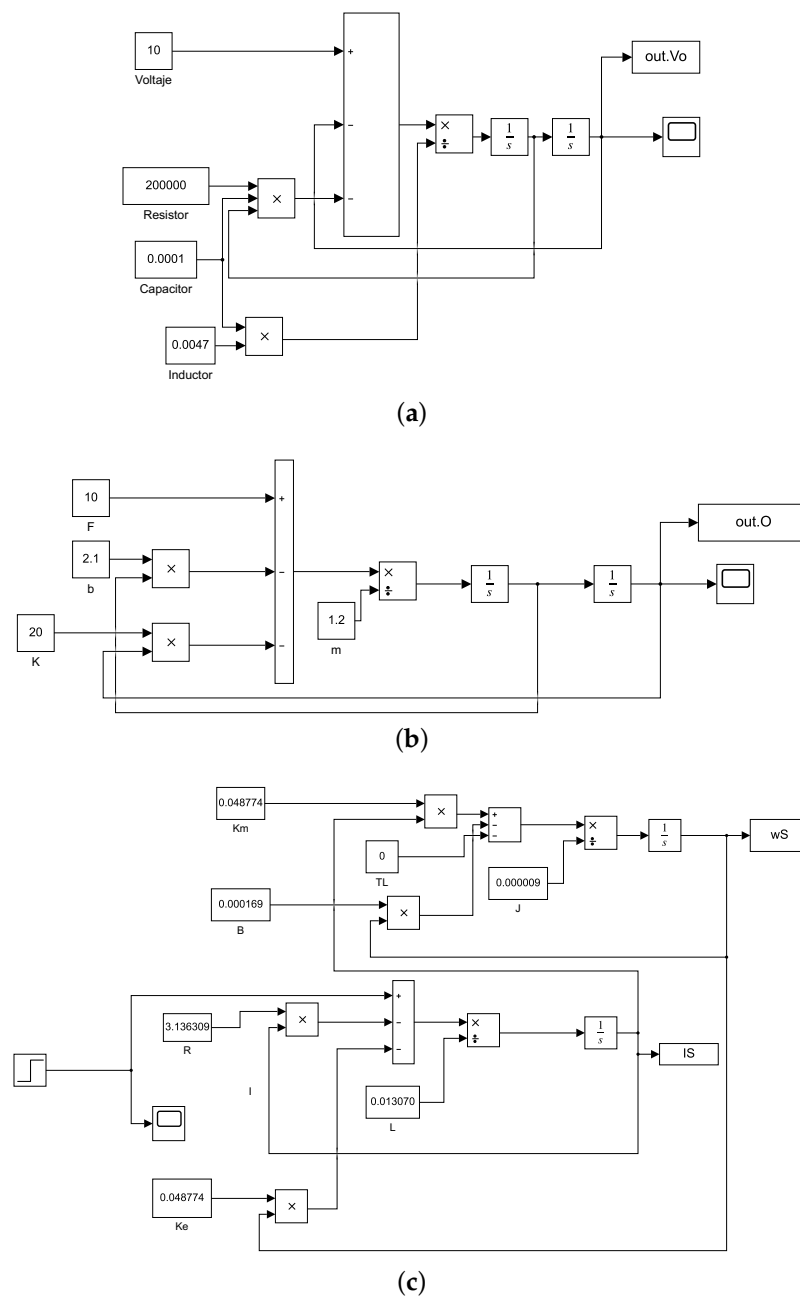 10
Voltaje
+
−
−
×
÷
1/s
1/s
out.Vo
200000
Resistor
×
0.0001
Capacitor
0.0047
Inductor
×
(a)
10
F
2.1
b
×
20
K
×
+
−
−
1.2
m
×
÷
1/s
1/s
out.O
(b)
0.048774
Km
×
+
−
−
×
÷
1/s
wS
0
TL
0.000009
J
0.000169
B
×
3.136309
R
×
+
−
−
×
÷
1/s
IS
I
0.013070
L
0.048774
Ke
×
(c)